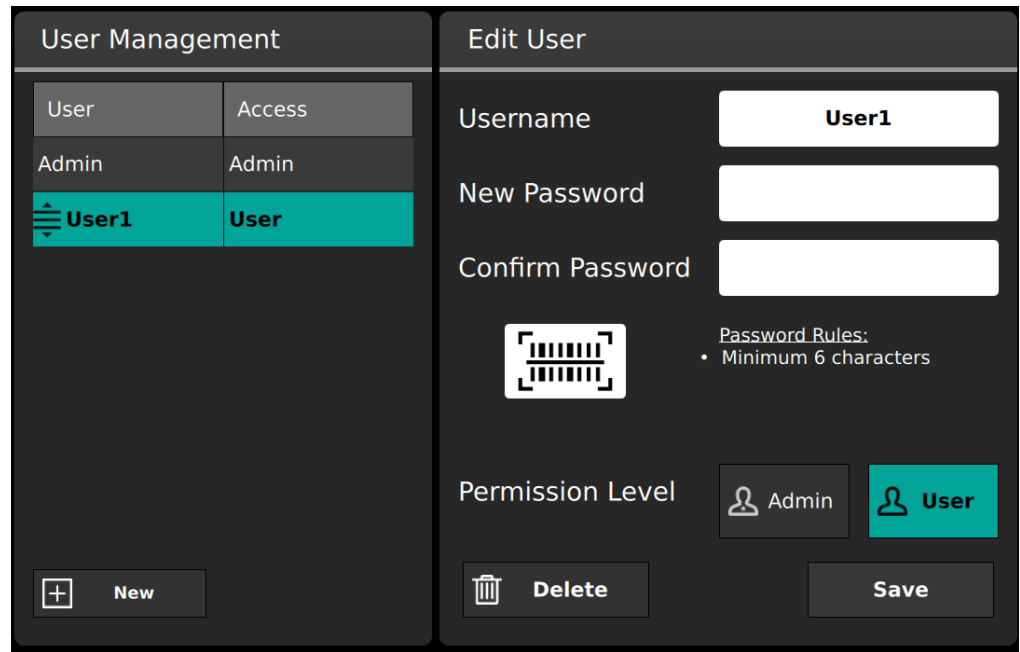 User Management
User Access
Admin Admin
User1 User
New
Edit User
Username User1
New Password
Confirm Password
Password Rules:
• Minimum 6 characters
Permission Level Admin User
Delete Save